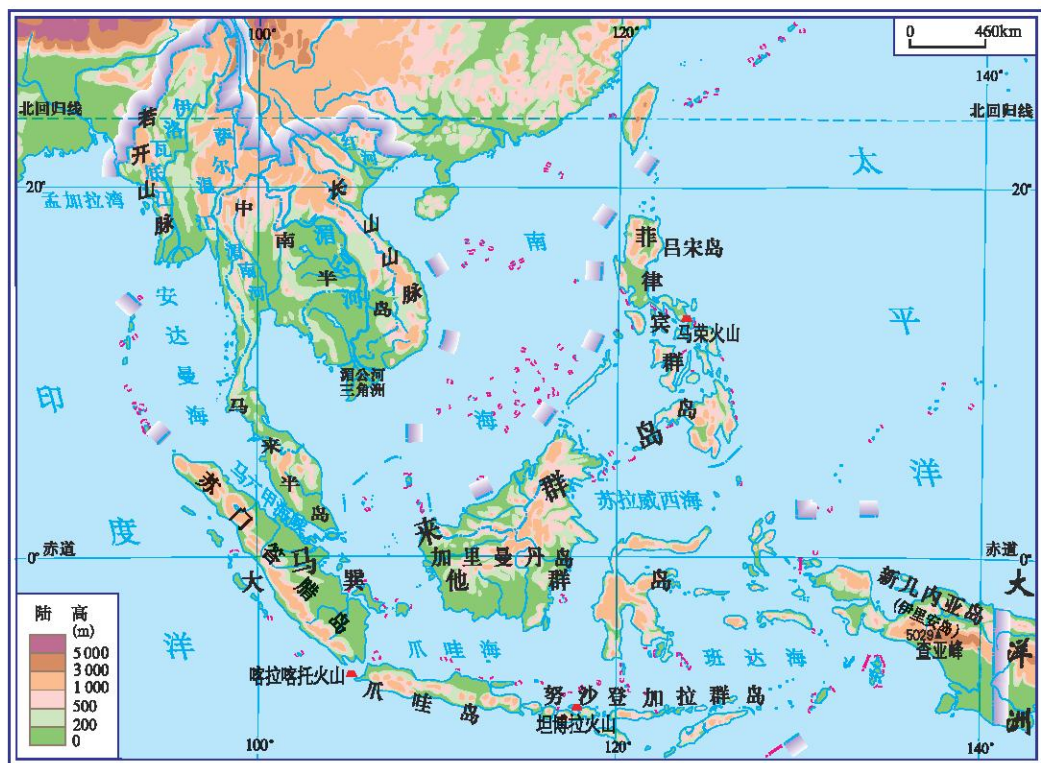 100°
120°
0 460km
140°
北回归线
北回归线
若开山脉
伊洛瓦底江
萨尔温江
红河
太平洋
20°
20°
孟加拉湾
中南半岛
长山山脉
湄公河
湄南河
南海
菲律宾群岛
吕宋岛
马荣火山
安达曼海
湄公河
三角洲
印度洋
马来半岛
马六甲海峡
苏门答腊岛
马来群岛
苏拉威西海
赤道
0°
赤道
0°
加里曼丹岛
大巽他群岛
新几内亚岛
(伊里安岛)
5029
查亚峰
大洋洲
陆高
(m)
5 000
3 000
1 000
500
200
0
爪哇海
班达海
喀拉喀托火山
爪哇岛
努沙登加拉群岛
坦博拉火山
100°
120°
140°